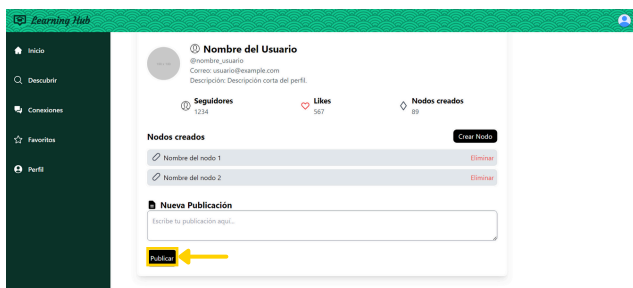 Learning Hub
Inicio
Descubrir
Conexiones
Favoritos
Perfil
Nombre del Usuario
@nombre_usuario
Correo: usuario@example.com
Descripción: Descripción corta del perfil.
Seguidores
1234
Likes
567
Nodos creados
89
Nodos creados
Crear Nodo
Nombre del nodo 1
Eliminar
Nombre del nodo 2
Eliminar
Nueva Publicación
Escribe tu publicación aquí...
Publicar